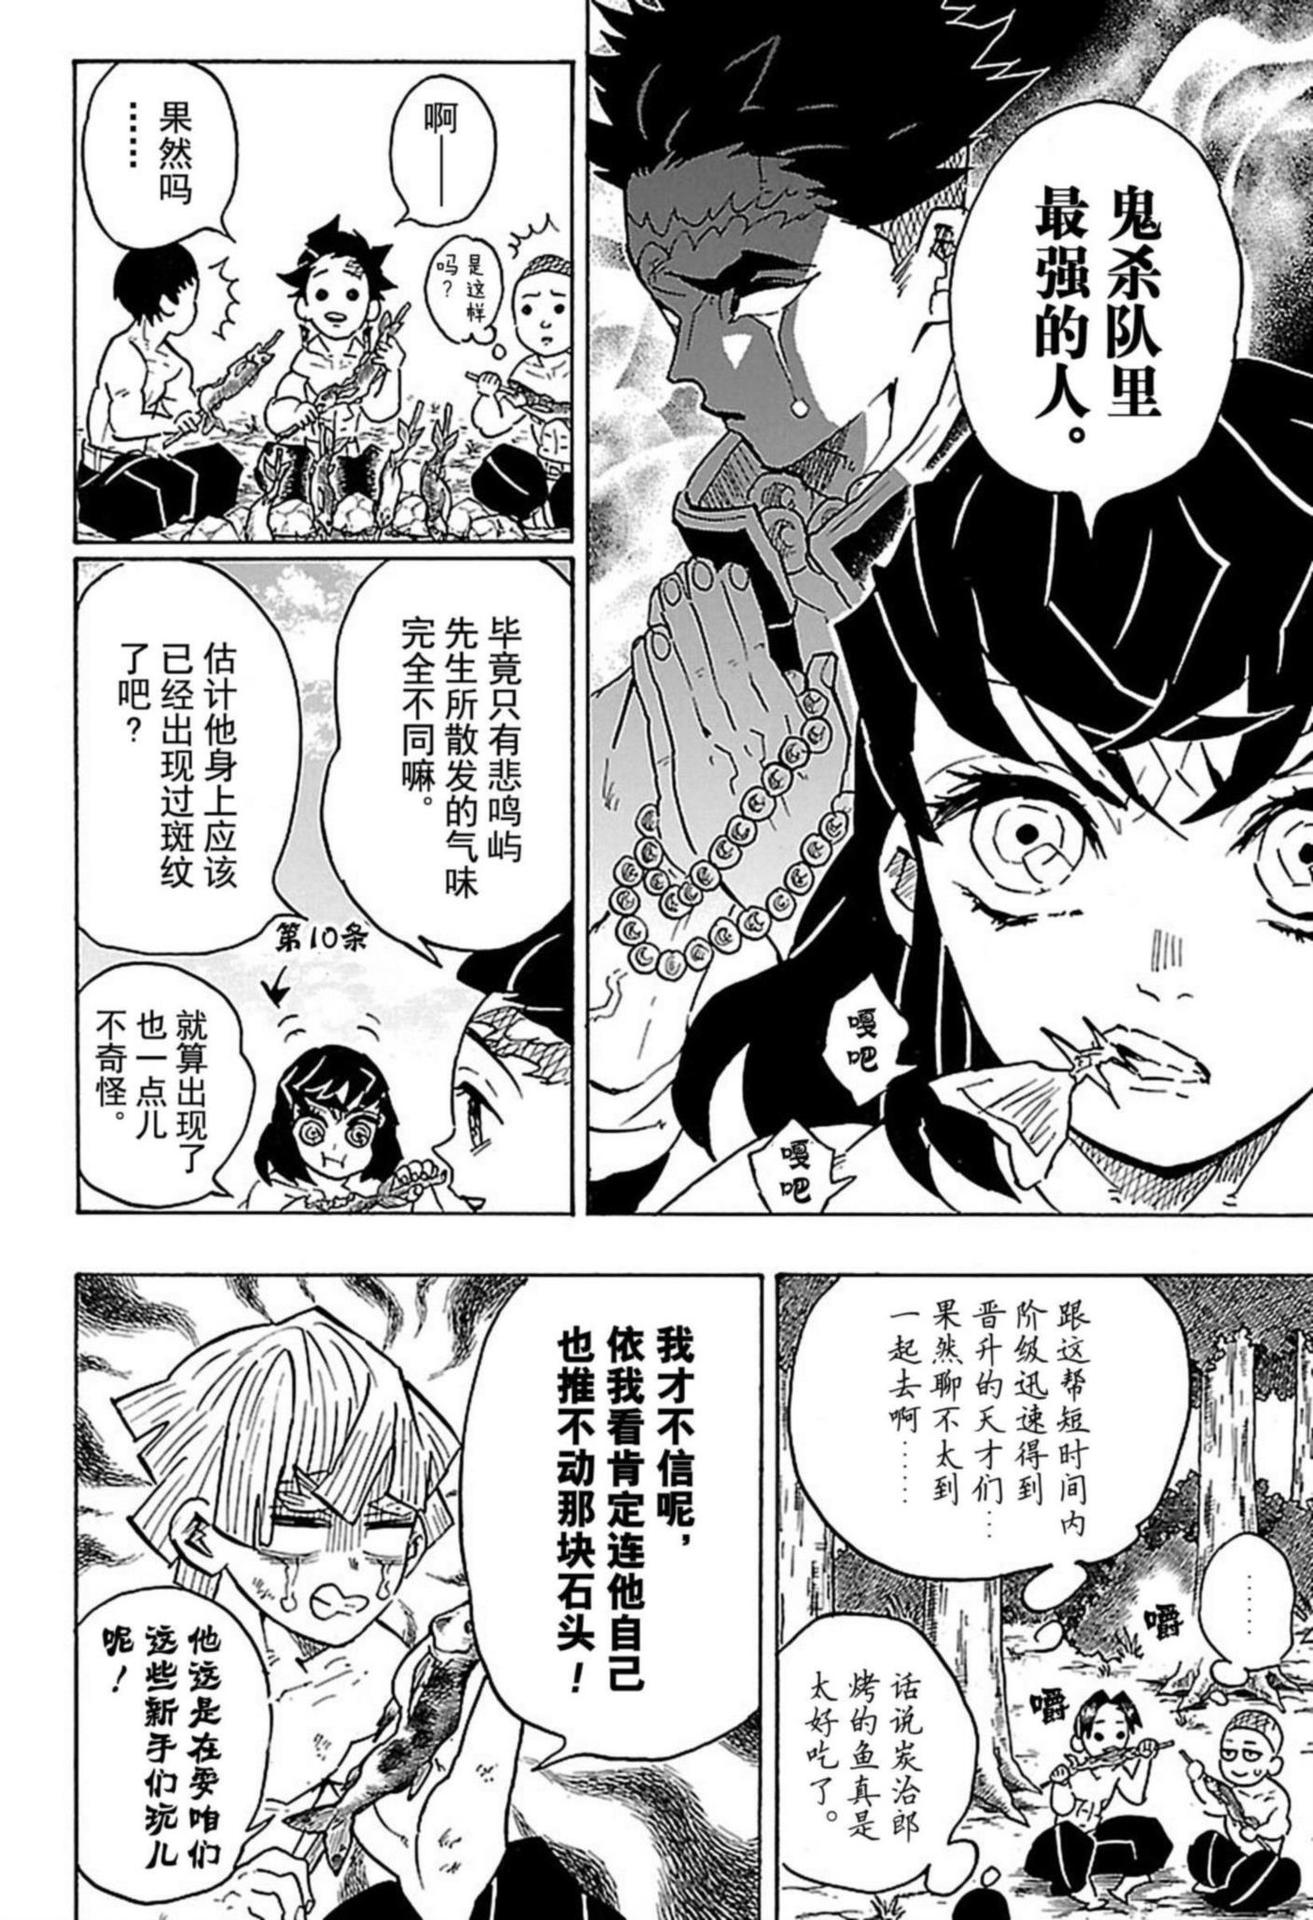 鬼杀队里
最强的人。
嘎吧
嘎吧
啊——
是这样
吗？
果然吗
……
毕竟只有悲鸣屿
先生所散发的气味
完全不同嘛。
估计他身上应该
已经出现过斑纹
了吧？
第10条
就算出现了
也一点儿
不奇怪。
跟这帮短时间内
阶级迅速得到
晋升的天才们…
果然聊不太到
一起去啊……
……
嚼
嚼
话说炭治郎
烤的鱼真是
太好吃了。
我才不信呢，
依我看肯定连他自己
也推不动那块石头！
他这是在耍咱们
这些新手们玩儿
呢！